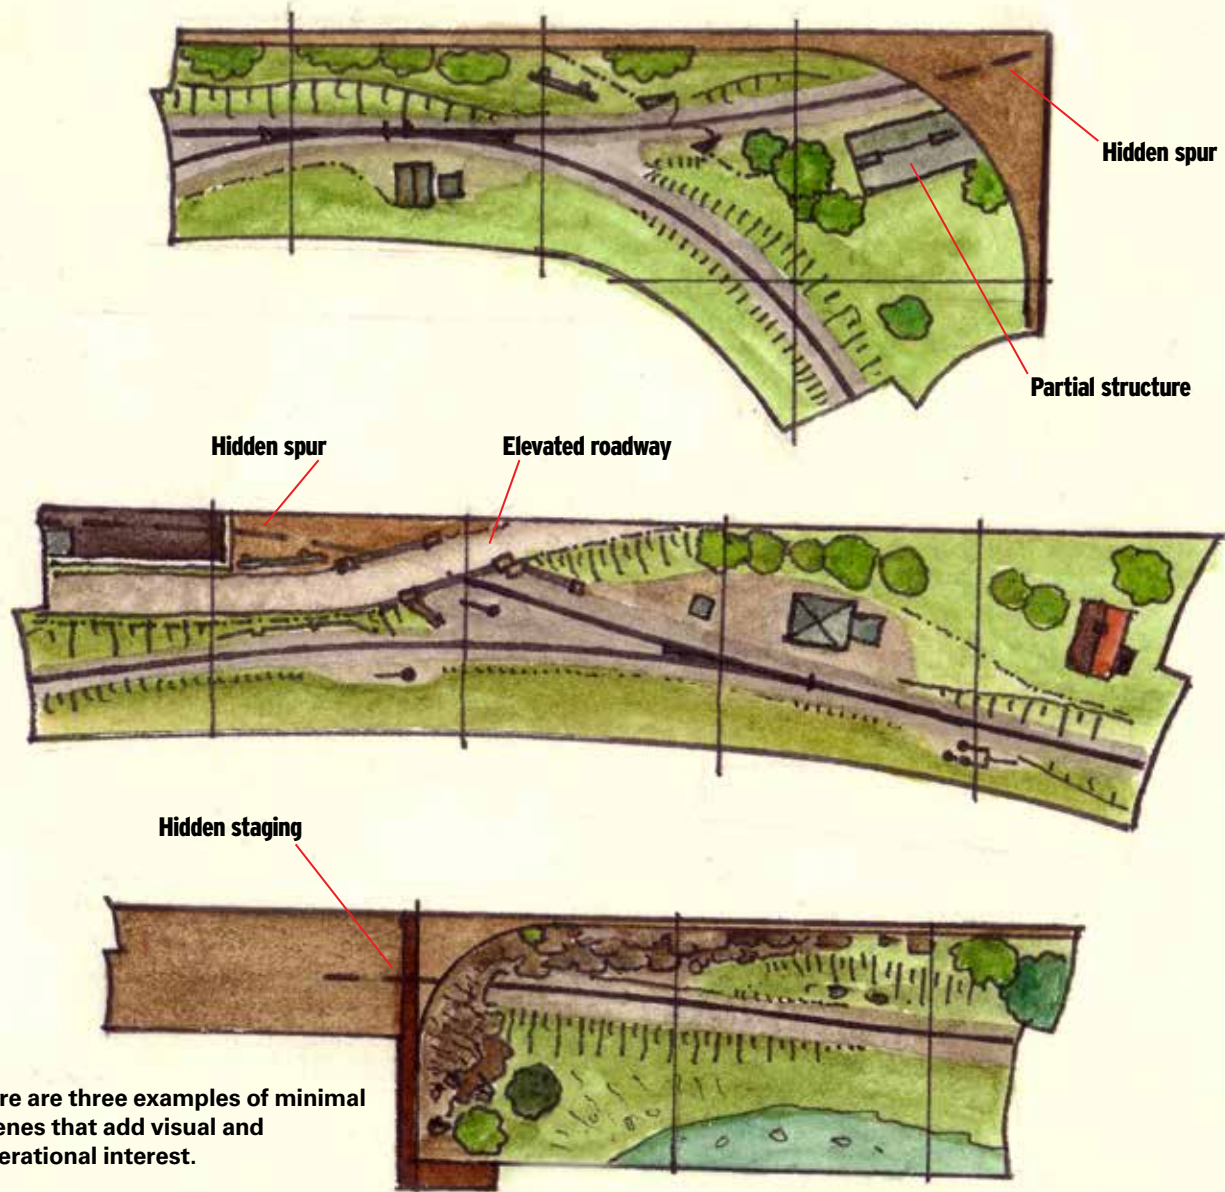 Hidden spur
Partial structure
Hidden spur
Elevated roadway
Hidden staging
re are three examples of minimal
enes that add visual and
erational interest.